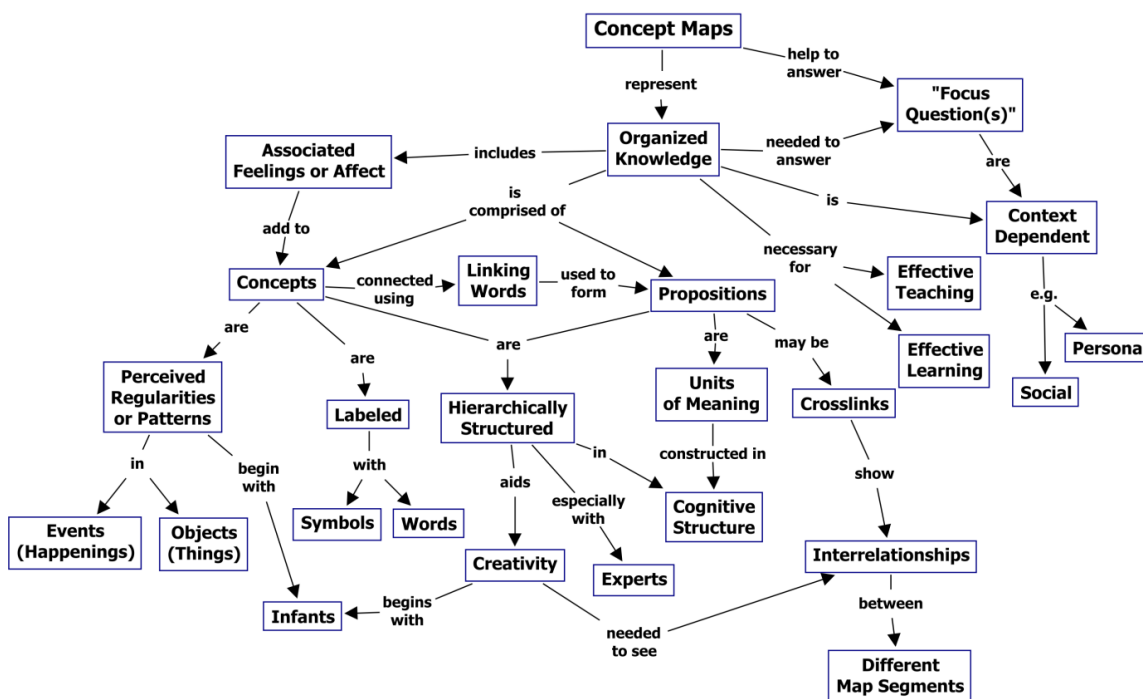 Concept Maps
help to
answer
represent
"Focus
Question(s)"
Organized
Knowledge
needed to
answer
includes
Associated
Feelings or Affect
are
is
comprised of
is
Context
Dependent
add to
necessary
for
Concepts
connected
using
Linking
Words
used to
form
Propositions
Effective
Teaching
e.g.
are
are
are
are
may be
Effective
Learning
Persona
Perceived
Regularities
or Patterns
Labeled
Hierarchically
Structured
Units
of Meaning
Crosslinks
Social
in
begin
with
with
aids
in
constructed in
show
especially
with
Events
(Happenings)
Objects
(Things)
Symbols
Words
Cognitive
Structure
Creativity
Experts
Interrelationships
Infants
begins
with
needed
to see
between
Different
Map Segments